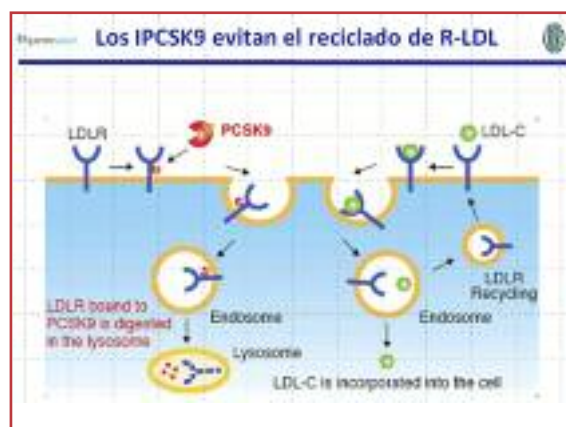 Los IPCSK9 evitan el reciclado de R-LDL
LDLR
PCSK9
LDL-C
LDLR
Recycling
LDLR bound to
PCSK9 is digested
in the lysosome
Endosome
Endosome
Lysosome
LDL-C is incorporated into the cell